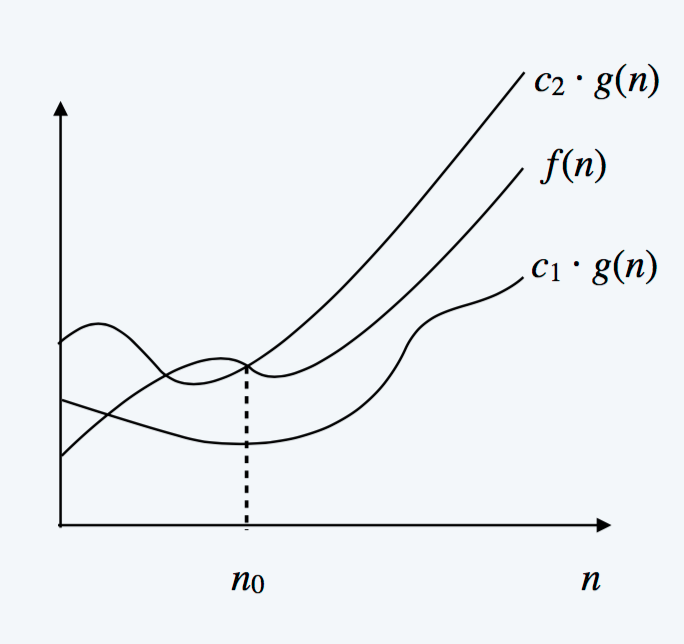 c₂ · g(n)
f(n)
c₁ · g(n)
n₀
n